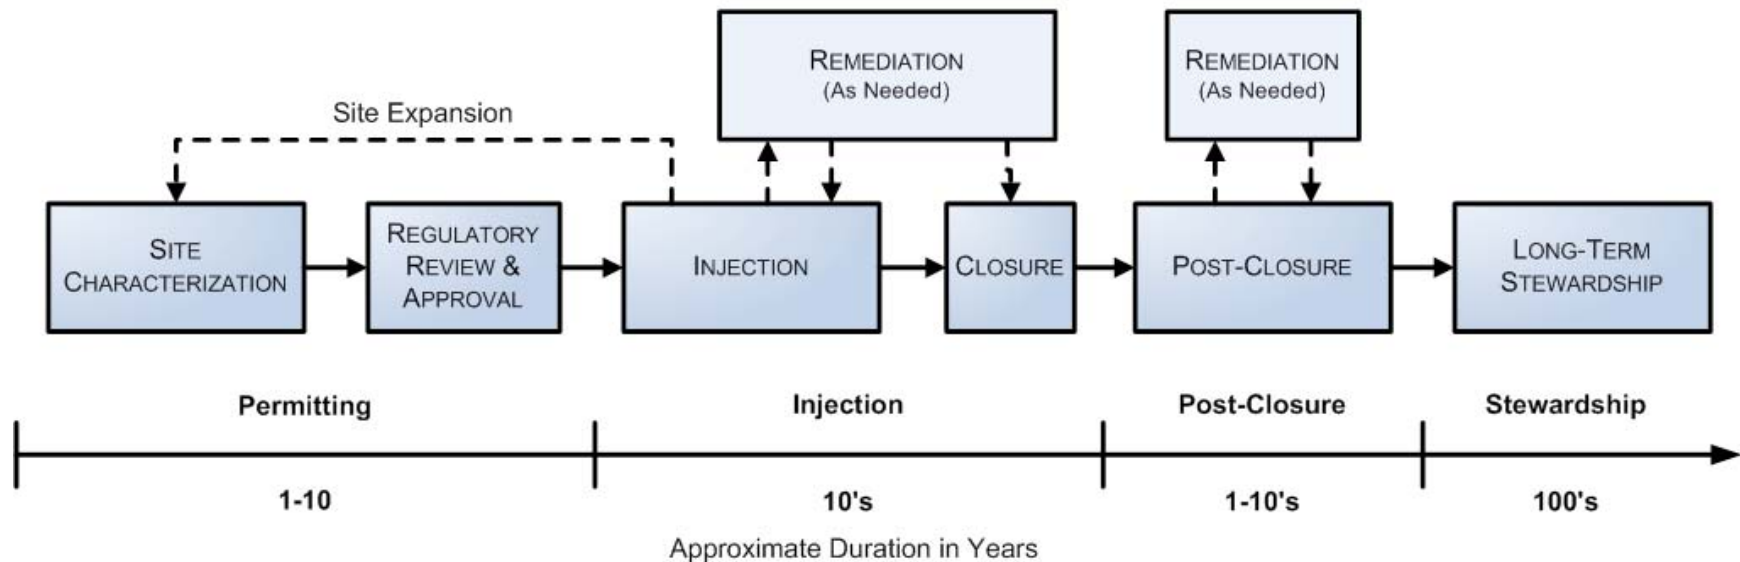 REMEDIATION
(As Needed)
REMEDIATION
(As Needed)
Site Expansion
SITE
CHARACTERIZATION
REGULATORY
REVIEW &
APPROVAL
INJECTION
CLOSURE
POST-CLOSURE
LONG-TERM
STEWARDSHIP
Permitting
Injection
Post-Closure
Stewardship
1-10
10's
1-10's
100's
Approximate Duration in Years